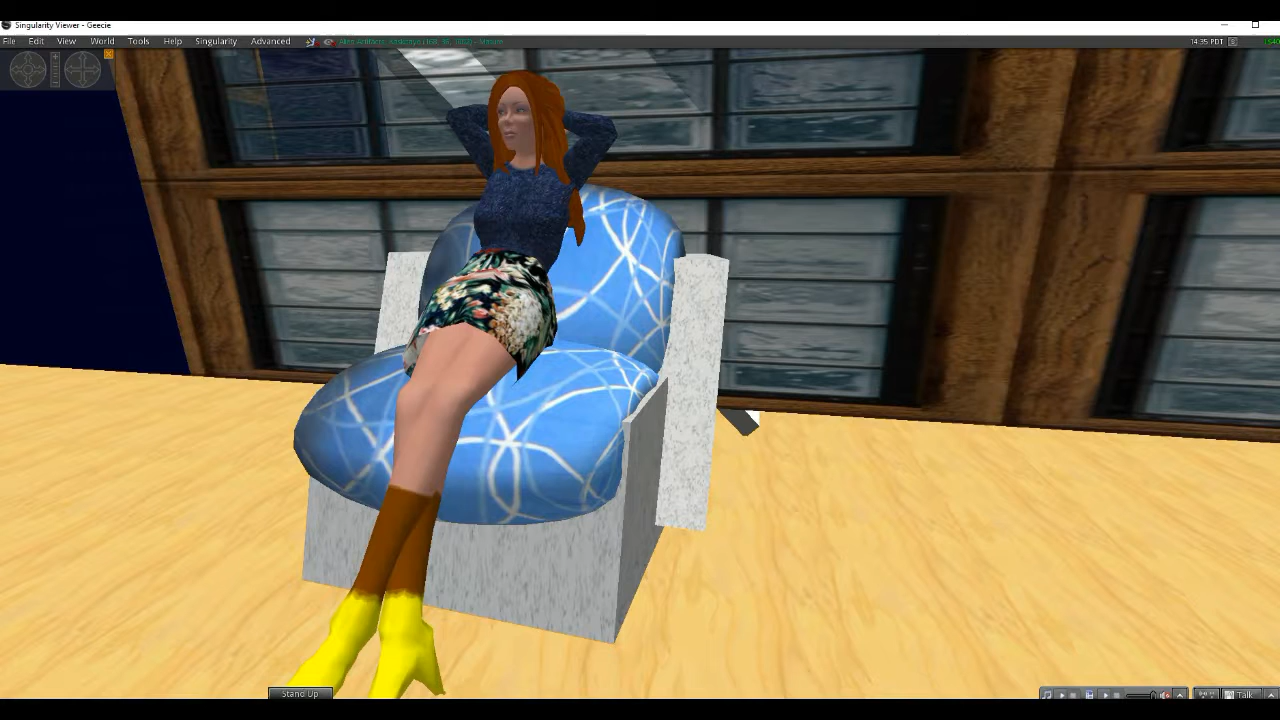 Singularity Viewer - Geecie
File Edit View World Tools Help Singularity Advanced
14:35 PDT
Stand Up
Talk